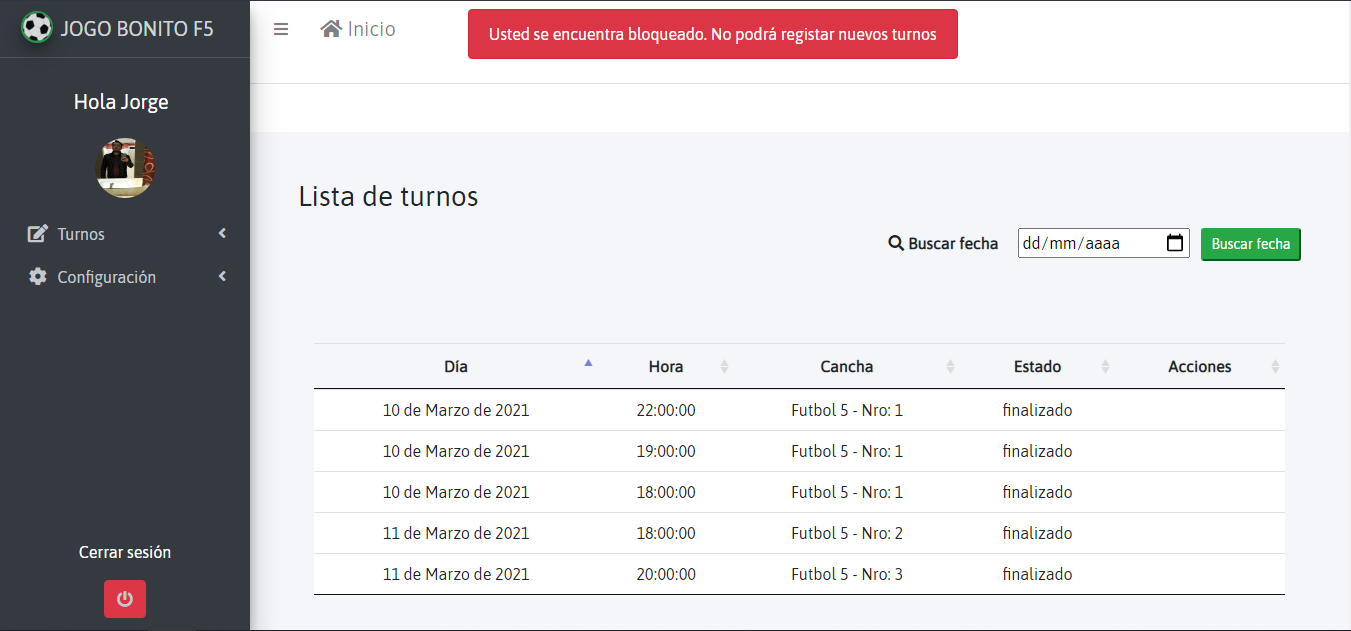 JOGO BONITO F5
Inicio
Usted se encuentra bloqueado. No podrá registar nuevos turnos
Hola Jorge
Turnos
Configuración
Cerrar sesión
Lista de turnos
Buscar fecha dd/mm/aaaa Buscar fecha
Día Hora Cancha Estado Acciones
10 de Marzo de 2021 22:00:00 Futbol 5 - Nro: 1 finalizado
10 de Marzo de 2021 19:00:00 Futbol 5 - Nro: 1 finalizado
10 de Marzo de 2021 18:00:00 Futbol 5 - Nro: 1 finalizado
11 de Marzo de 2021 18:00:00 Futbol 5 - Nro: 2 finalizado
11 de Marzo de 2021 20:00:00 Futbol 5 - Nro: 3 finalizado